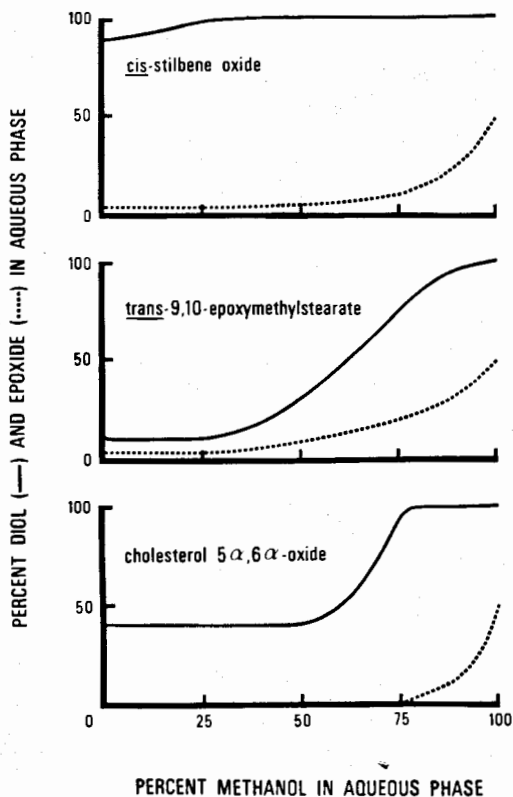 PERCENT DIOL (—) AND EPOXIDE (·····) IN AQUEOUS PHASE
100
cis-stilbene oxide
50
0
100
trans-9,10-epoxymethylstearate
50
0
100
cholesterol 5α,6α-oxide
50
0 25 50 75 100
PERCENT METHANOL IN AQUEOUS PHASE